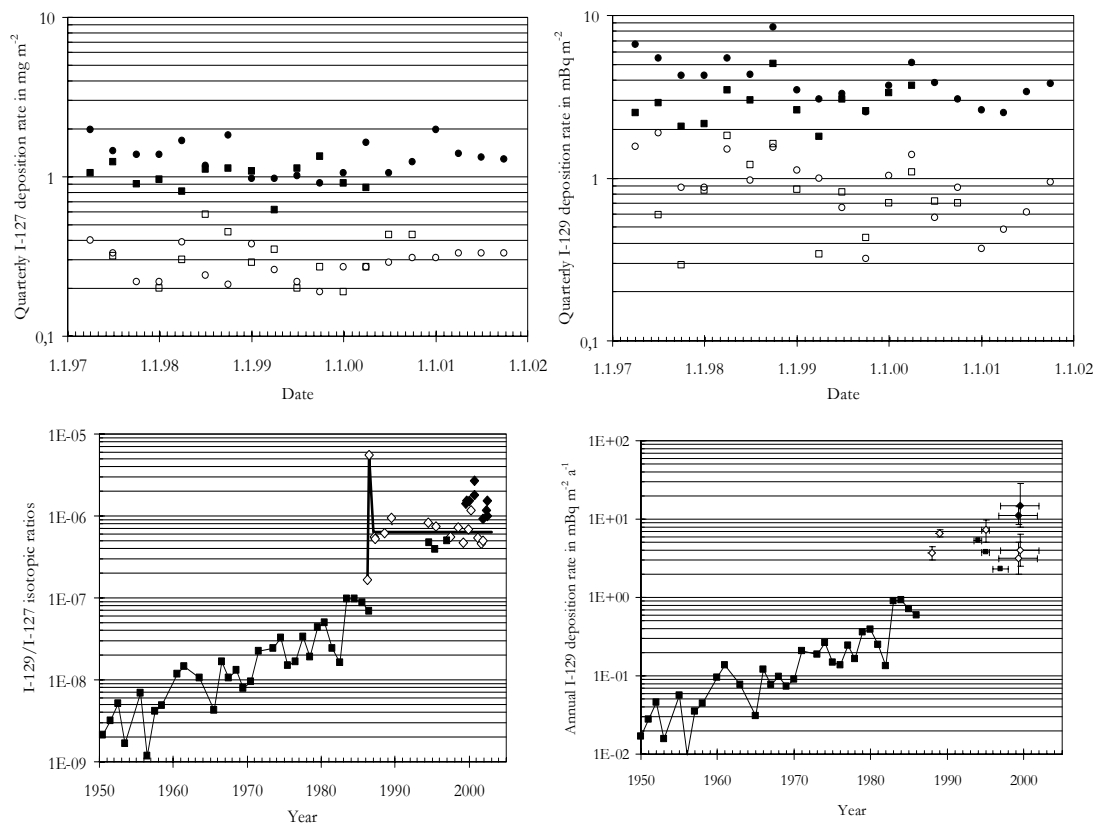 Quarterly I-127 deposition rate in mg m-2
10
1
0,1
1.1.97
1.1.98
1.1.99
1.1.00
1.1.01
1.1.02
Date
Quarterly I-129 deposition rate in mBq m-2
10
1
0,1
1.1.97
1.1.98
1.1.99
1.1.00
1.1.01
1.1.02
Date
I-129/I-127 isotopic ratios
1E-05
1E-06
1E-07
1E-08
1E-09
1950
1960
1970
1980
1990
2000
Year
Annual I-129 deposition rate in mBq m-2 a-1
1E+02
1E+01
1E+00
1E-01
1E-02
1950
1960
1970
1980
1990
2000
Year